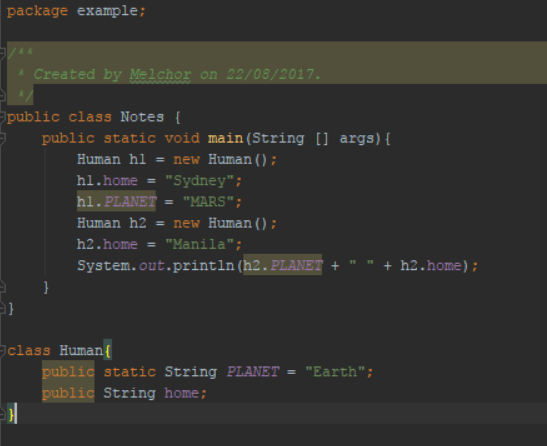 package example;
/**
* Created by Melchor on 22/08/2017.
*/
public class Notes {
public static void main(String [] args){
Human h1 = new Human();
h1.home = "Sydney";
h1.PLANET = "MARS";
Human h2 = new Human();
h2.home = "Manila";
System.out.println(h2.PLANET + " " + h2.home);
}
}
class Human{
public static String PLANET = "Earth";
public String home;
}